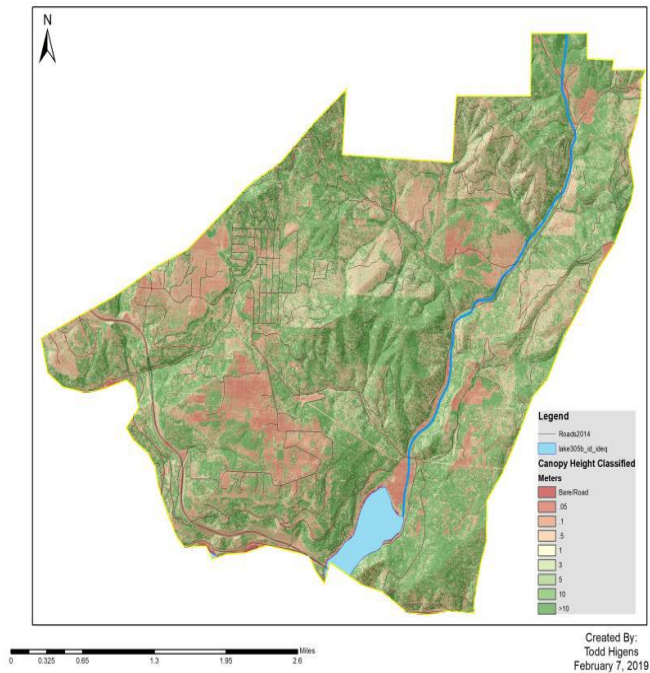 N
Legend
Roads2014
lake305b_id_ideq
Canopy Height Classified
Meters
Bare/Road
.05
.1
.5
1
3
5
10
>10
Miles
0 0.325 0.65 1.3 1.95 2.6
Created By:
Todd Higens
February 7, 2019